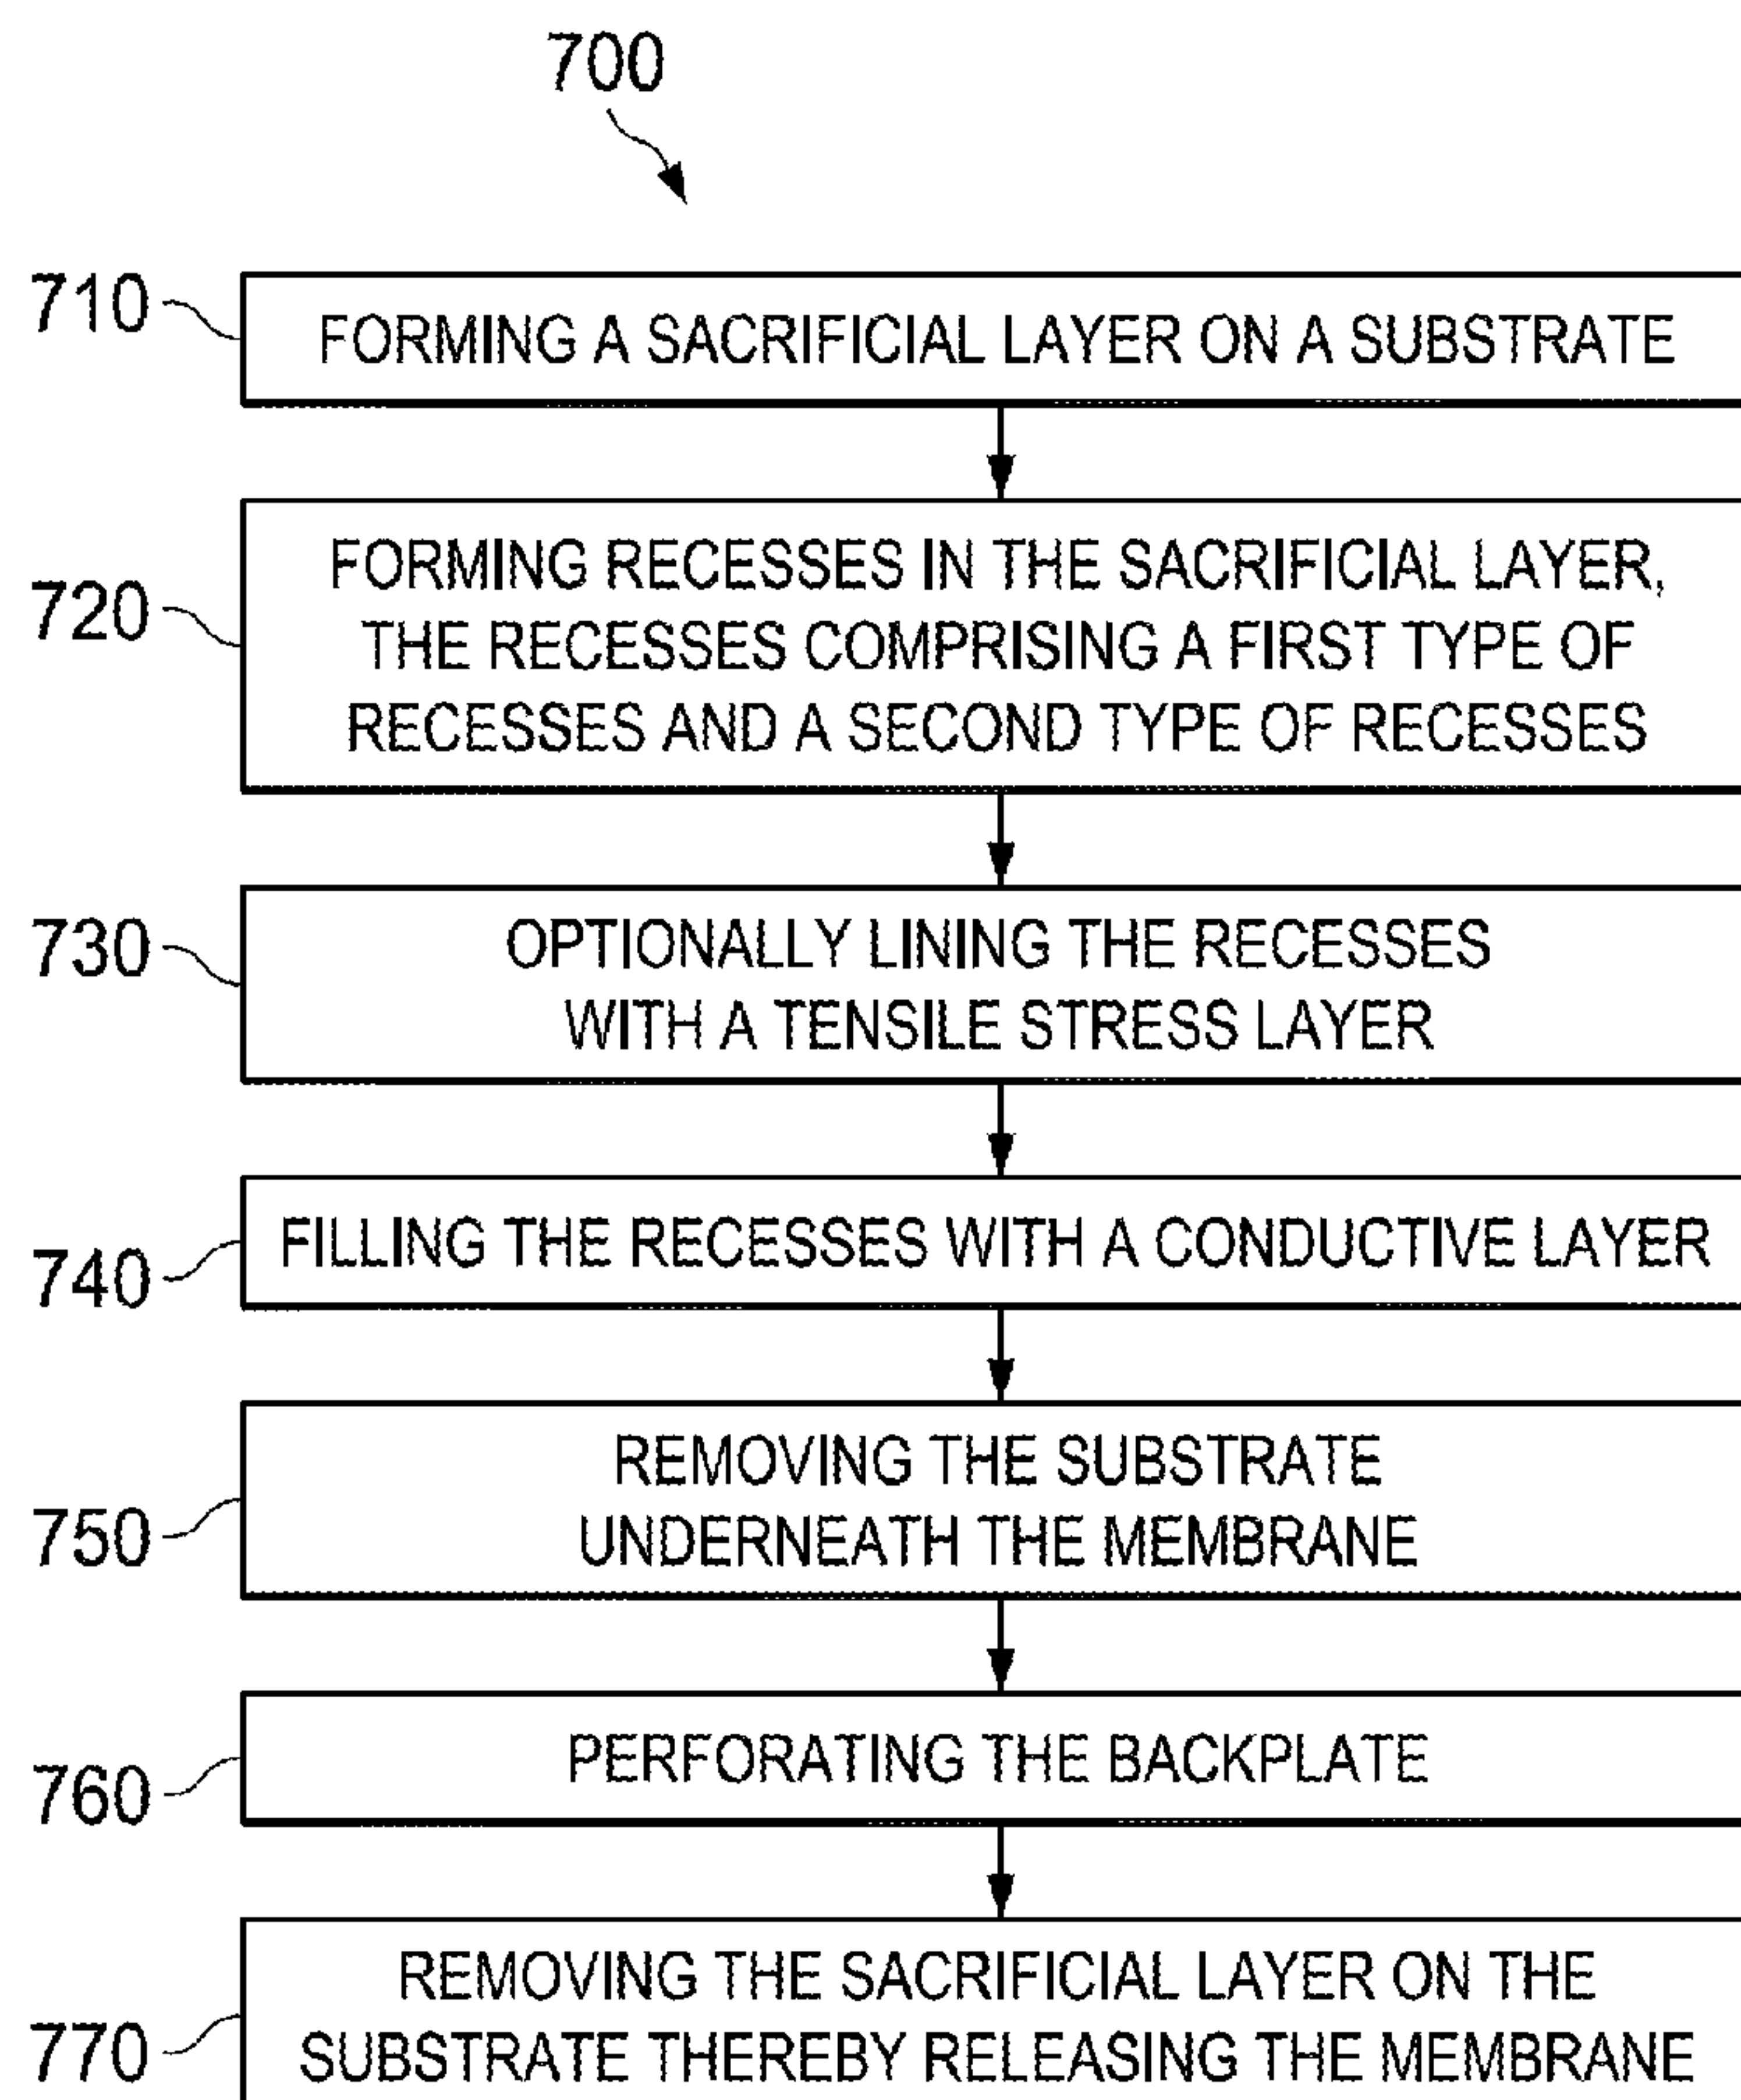 700
710
FORMING A SACRIFICIAL LAYER ON A SUBSTRATE
720
FORMING RECESSES IN THE SACRIFICIAL LAYER,
THE RECESSES COMPRISING A FIRST TYPE OF
RECESSES AND A SECOND TYPE OF RECESSES
730
OPTIONALLY LINING THE RECESSES
WITH A TENSILE STRESS LAYER
740
FILLING THE RECESSES WITH A CONDUCTIVE LAYER
750
REMOVING THE SUBSTRATE
UNDERNEATH THE MEMBRANE
760
PERFORATING THE BACKPLATE
770
REMOVING THE SACRIFICIAL LAYER ON THE
SUBSTRATE THEREBY RELEASING THE MEMBRANE